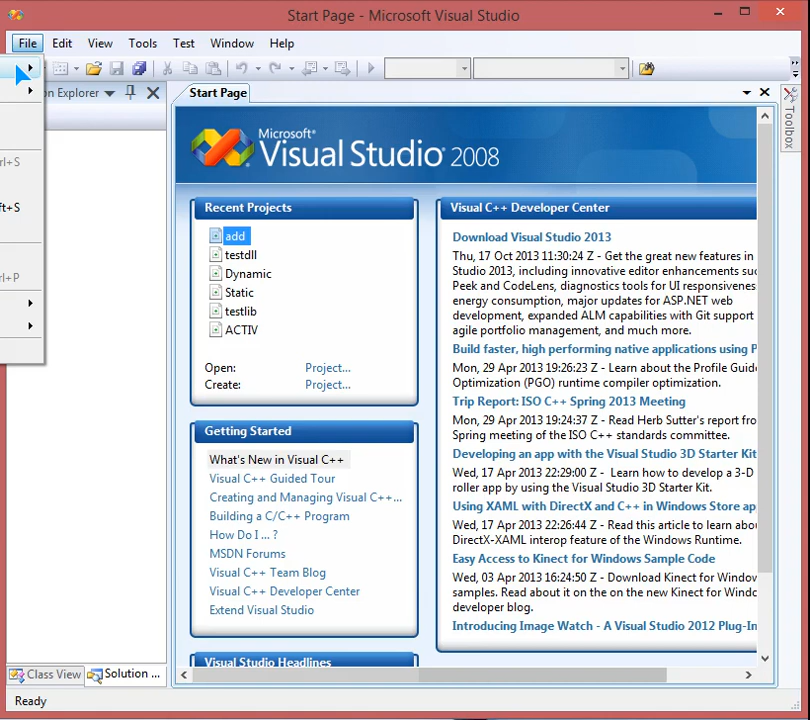 Start Page - Microsoft Visual Studio
File Edit View Tools Test Window Help
on Explorer
Start Page
Toolbox
rl+S
ft+S
rl+P
Microsoft®
Visual Studio® 2008
Recent Projects
add
testdll
Dynamic
Static
testlib
ACTIV
Open: Project...
Create: Project...
Getting Started
What's New in Visual C++
Visual C++ Guided Tour
Creating and Managing Visual C++...
Building a C/C++ Program
How Do I ... ?
MSDN Forums
Visual C++ Team Blog
Visual C++ Developer Center
Extend Visual Studio
Visual Studio Headlines
Visual C++ Developer Center
Download Visual Studio 2013
Thu, 17 Oct 2013 11:30:24 Z - Get the great new features in
Studio 2013, including innovative editor enhancements suc
Peek and CodeLens, diagnostics tools for UI responsiveness
energy consumption, major updates for ASP.NET web
development, expanded ALM capabilities with Git support
agile portfolio management, and much more.
Build faster, high performing native applications using P
Mon, 29 Apr 2013 19:26:23 Z - Learn about the Profile Guide
Optimization (PGO) runtime compiler optimization.
Trip Report: ISO C++ Spring 2013 Meeting
Mon, 29 Apr 2013 19:24:37 Z - Read Herb Sutter's report fro
Spring meeting of the ISO C++ standards committee.
Developing an app with the Visual Studio 3D Starter Kit
Wed, 17 Apr 2013 22:29:00 Z - Learn how to develop a 3-D
roller app by using the Visual Studio 3D Starter Kit.
Using XAML with DirectX and C++ in Windows Store ap
Wed, 17 Apr 2013 22:26:44 Z - Read this article to learn abou
DirectX-XAML interop feature of the Windows Runtime.
Easy Access to Kinect for Windows Sample Code
Wed, 03 Apr 2013 16:24:50 Z - Download Kinect for Window
samples. Read about it on the on the new Kinect for Windo
developer blog.
Introducing Image Watch - A Visual Studio 2012 Plug-In
Class View Solution ...
Ready